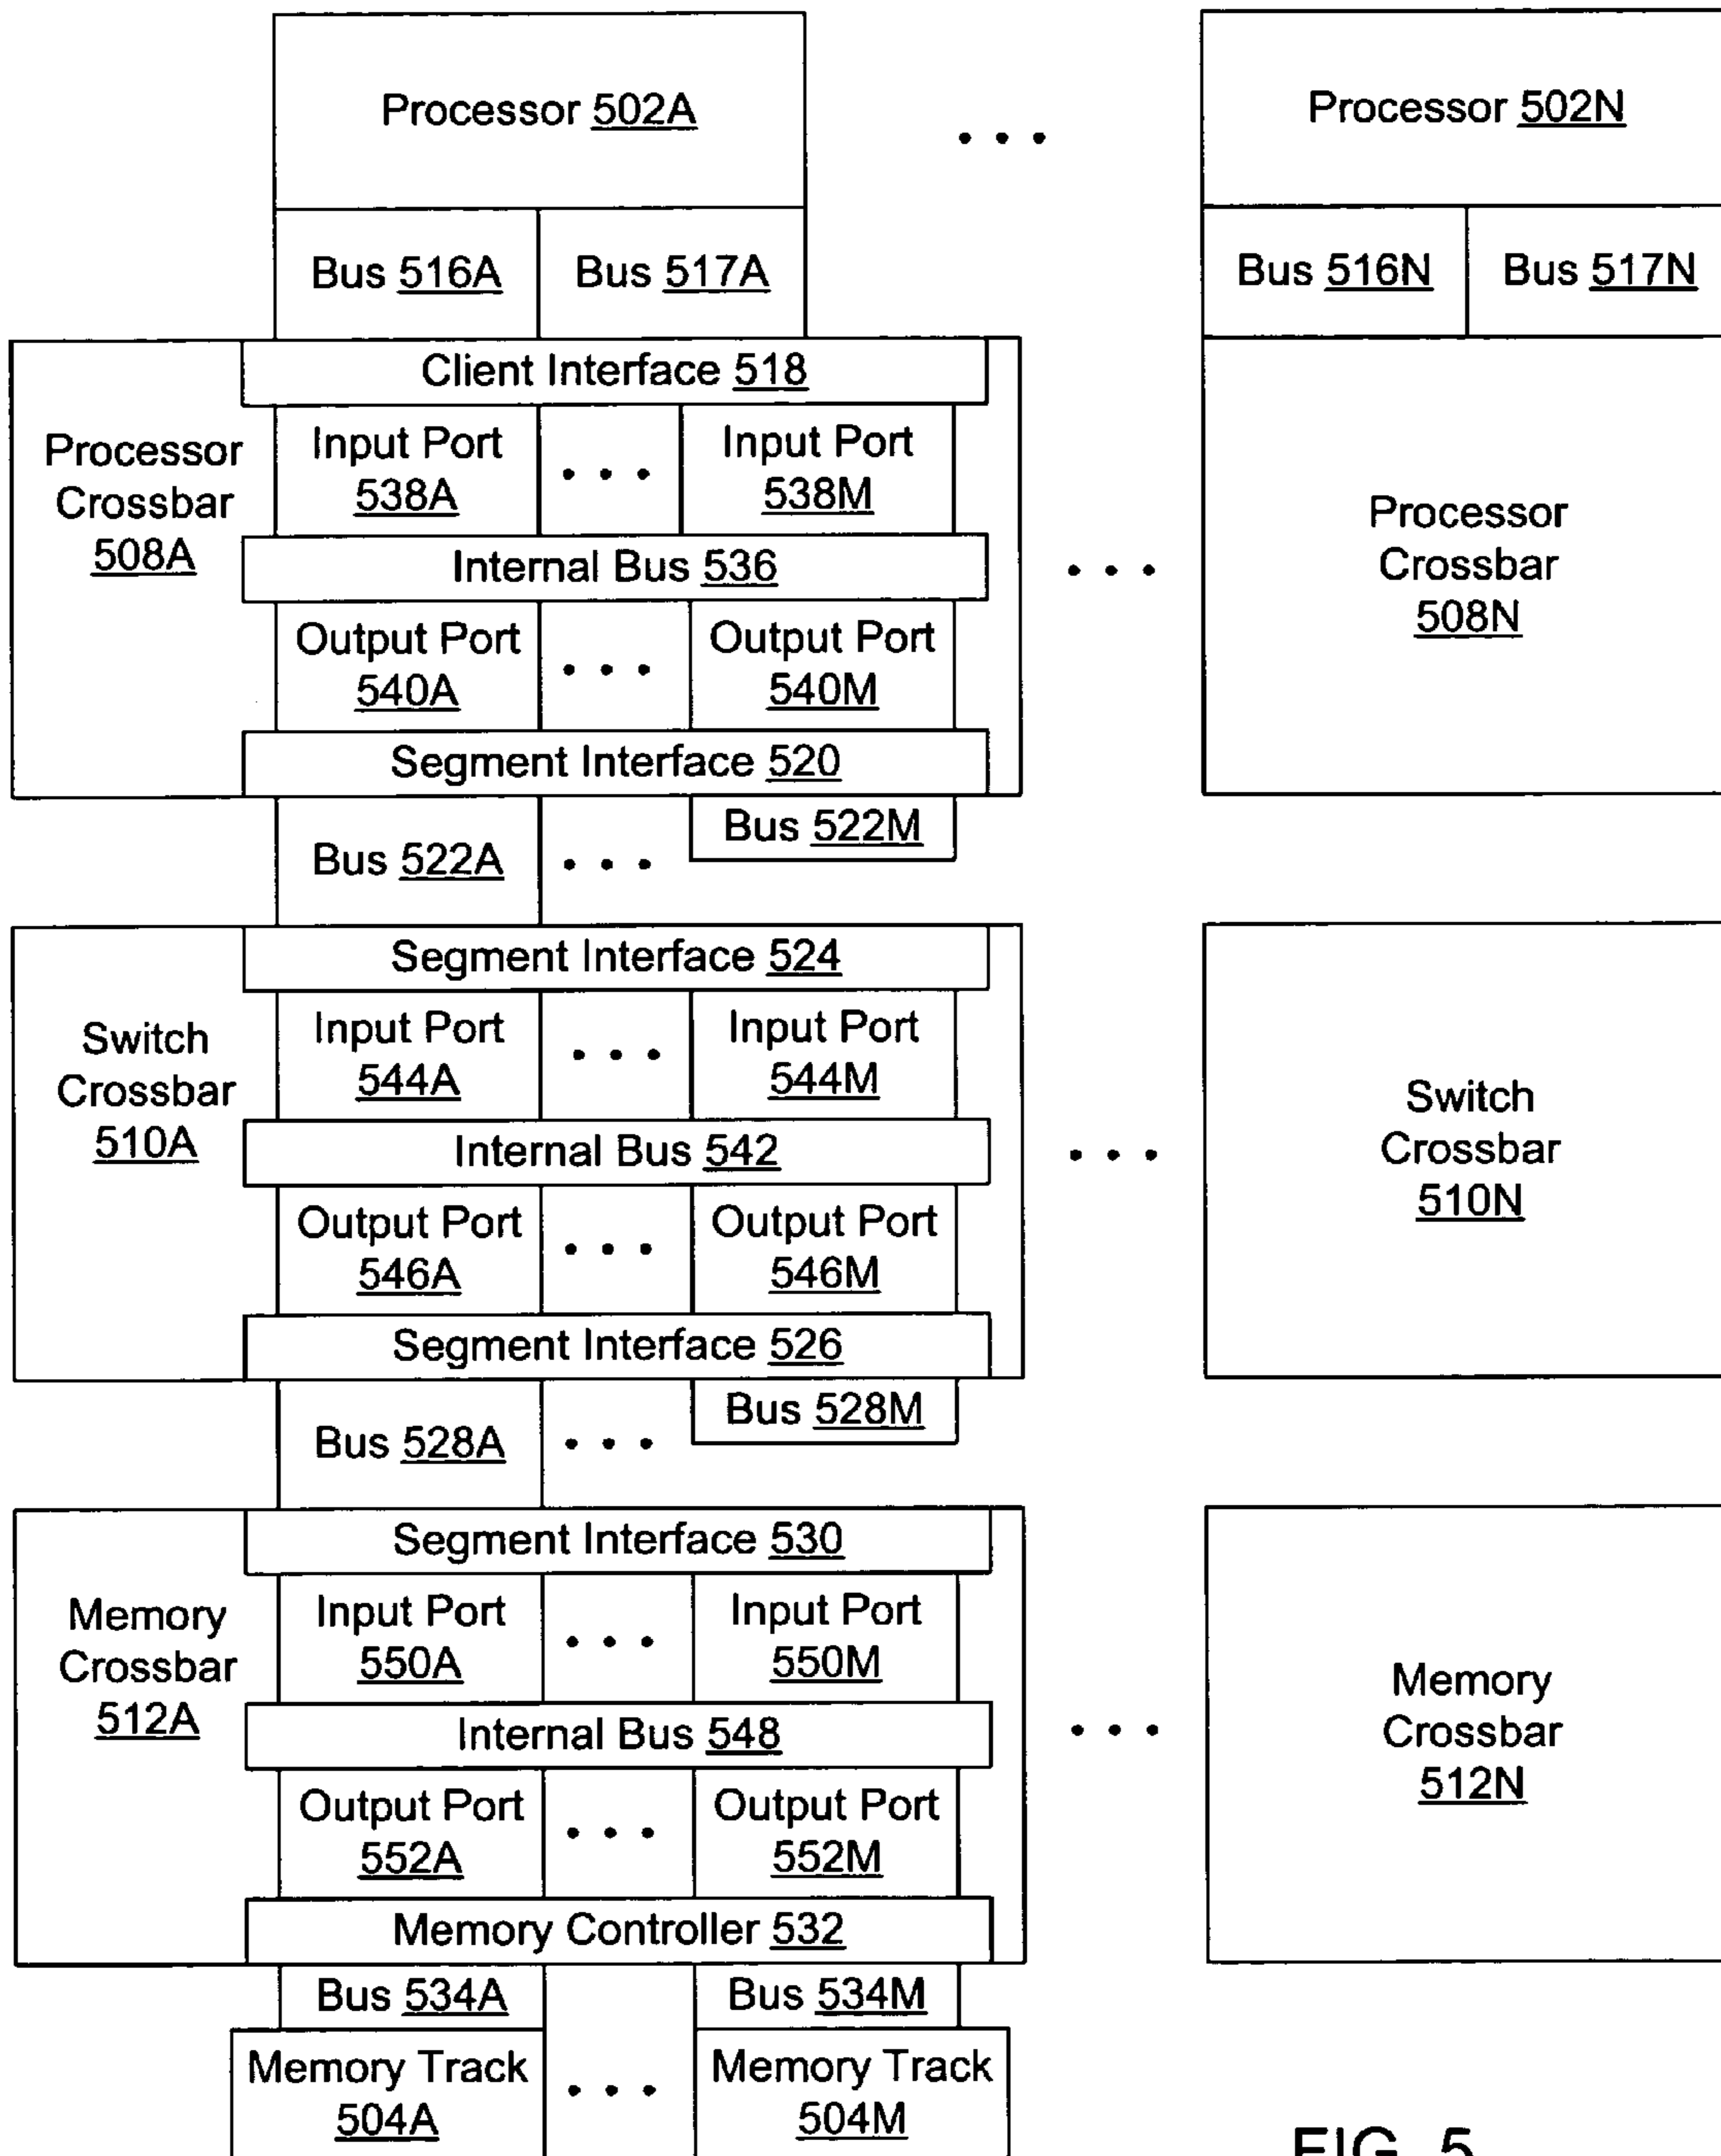 Processor 502A
Processor 502N
Bus 516A
Bus 517A
Bus 516N
Bus 517N
Client Interface 518
Processor
Crossbar
508A
Input Port
538A
Input Port
538M
Internal Bus 536
Output Port
540A
Output Port
540M
Segment Interface 520
Processor
Crossbar
508N
Bus 522A
Bus 522M
Segment Interface 524
Switch
Crossbar
510A
Input Port
544A
Input Port
544M
Internal Bus 542
Output Port
546A
Output Port
546M
Segment Interface 526
Switch
Crossbar
510N
Bus 528A
Bus 528M
Segment Interface 530
Memory
Crossbar
512A
Input Port
550A
Input Port
550M
Internal Bus 548
Output Port
552A
Output Port
552M
Memory Controller 532
Memory
Crossbar
512N
Bus 534A
Bus 534M
Memory Track
504A
Memory Track
504M
FIG. 5